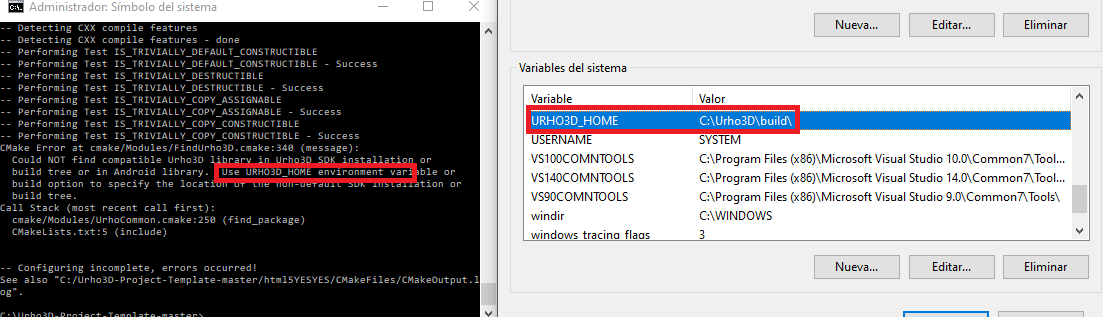 Administrador: Símbolo del sistema
-- Detecting CXX compile features
-- Detecting CXX compile features - done
-- Performing Test IS_TRIVIALLY_DEFAULT_CONSTRUCTIBLE
-- Performing Test IS_TRIVIALLY_DEFAULT_CONSTRUCTIBLE - Success
-- Performing Test IS_TRIVIALLY_DESTRUCTIBLE
-- Performing Test IS_TRIVIALLY_DESTRUCTIBLE - Success
-- Performing Test IS_TRIVIALLY_COPY_ASSIGNABLE
-- Performing Test IS_TRIVIALLY_COPY_ASSIGNABLE - Success
-- Performing Test IS_TRIVIALLY_COPY_CONSTRUCTIBLE
-- Performing Test IS_TRIVIALLY_COPY_CONSTRUCTIBLE - Success
CMake Error at cmake/Modules/FindUrho3D.cmake:340 (message):
Could NOT find compatible Urho3D library in Urho3D SDK installation or
build tree or in Android library. Use URHO3D_HOME environment variable or
build option to specify the location of the non-default SDK installation or
build tree.
Call Stack (most recent call first):
cmake/Modules/UrhoCommon.cmake:250 (find_package)
CMakeLists.txt:5 (include)
-- Configuring incomplete, errors occurred!
See also "C:/Urho3D-Project-Template-master/html5YESYES/CMakeFiles/CMakeOutput.l
og".
C:\Urho3D-Project-Template-master>
Nueva... Editar... Eliminar
Variables del sistema
Variable Valor
URHO3D_HOME C:\Urho3D\build\
USERNAME SYSTEM
VS100COMNTOOLS C:\Program Files (x86)\Microsoft Visual Studio 10.0\Common7\Tool...
VS140COMNTOOLS C:\Program Files (x86)\Microsoft Visual Studio 14.0\Common7\Tool...
VS90COMNTOOLS C:\Program Files (x86)\Microsoft Visual Studio 9.0\Common7\Tools\
windir C:\WINDOWS
windows_tracing_flags 3
Nueva... Editar... Eliminar